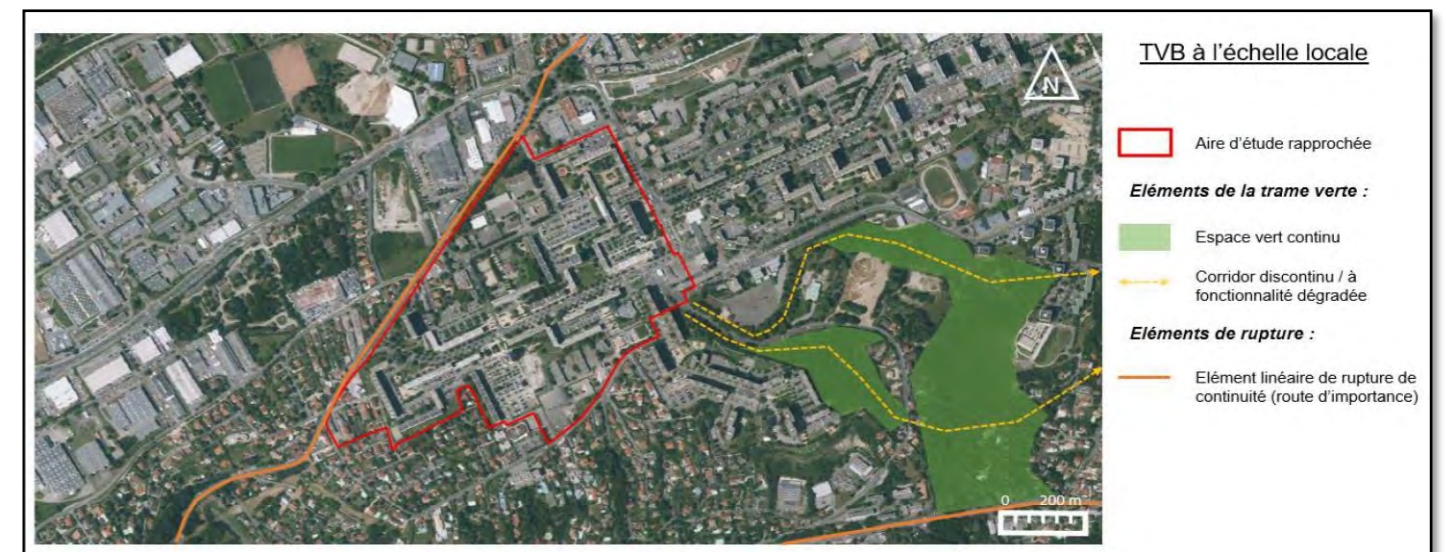 TVB à l'échelle locale
N
Aire d'étude rapprochée
Eléments de la trame verte :
Espace vert continu
Corridor discontinu / à
fonctionnalité dégradée
Eléments de rupture :
Elément linéaire de rupture de
continuité (route d'importance)
0 200 m